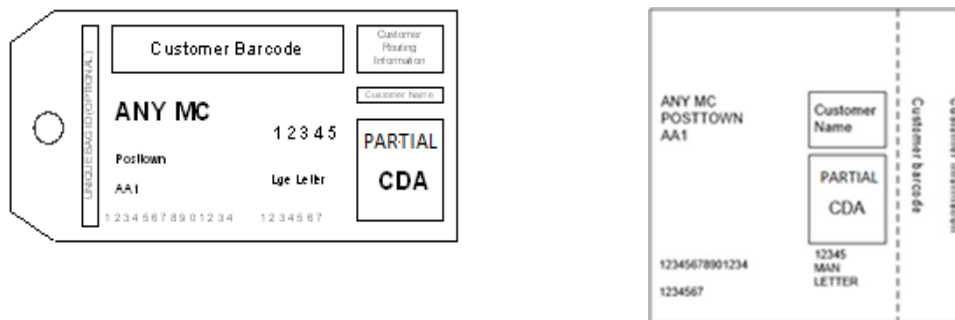 UNIQUE BAG ID (OPTIONAL)
Customer Barcode
Customer
Routing
Information
Customer Name
ANY MC
12345
PARTIAL
CDA
Posttown
Lge Letter
AA1
12345678901234
1234567
ANY MC
POSTTOWN
AA1
Customer
Name
PARTIAL
CDA
12345678901234
12345
MAN
LETTER
1234567
Customer barcode